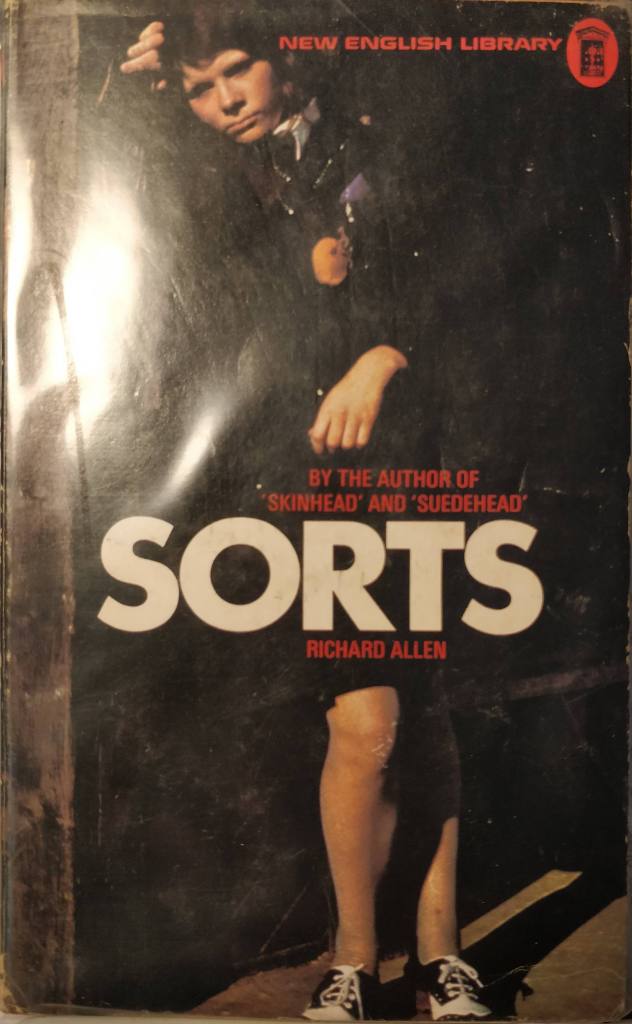 NEW ENGLISH LIBRARY
BY THE AUTHOR OF
'SKINHEAD' AND 'SUEDEHEAD'
SORTS
RICHARD ALLEN